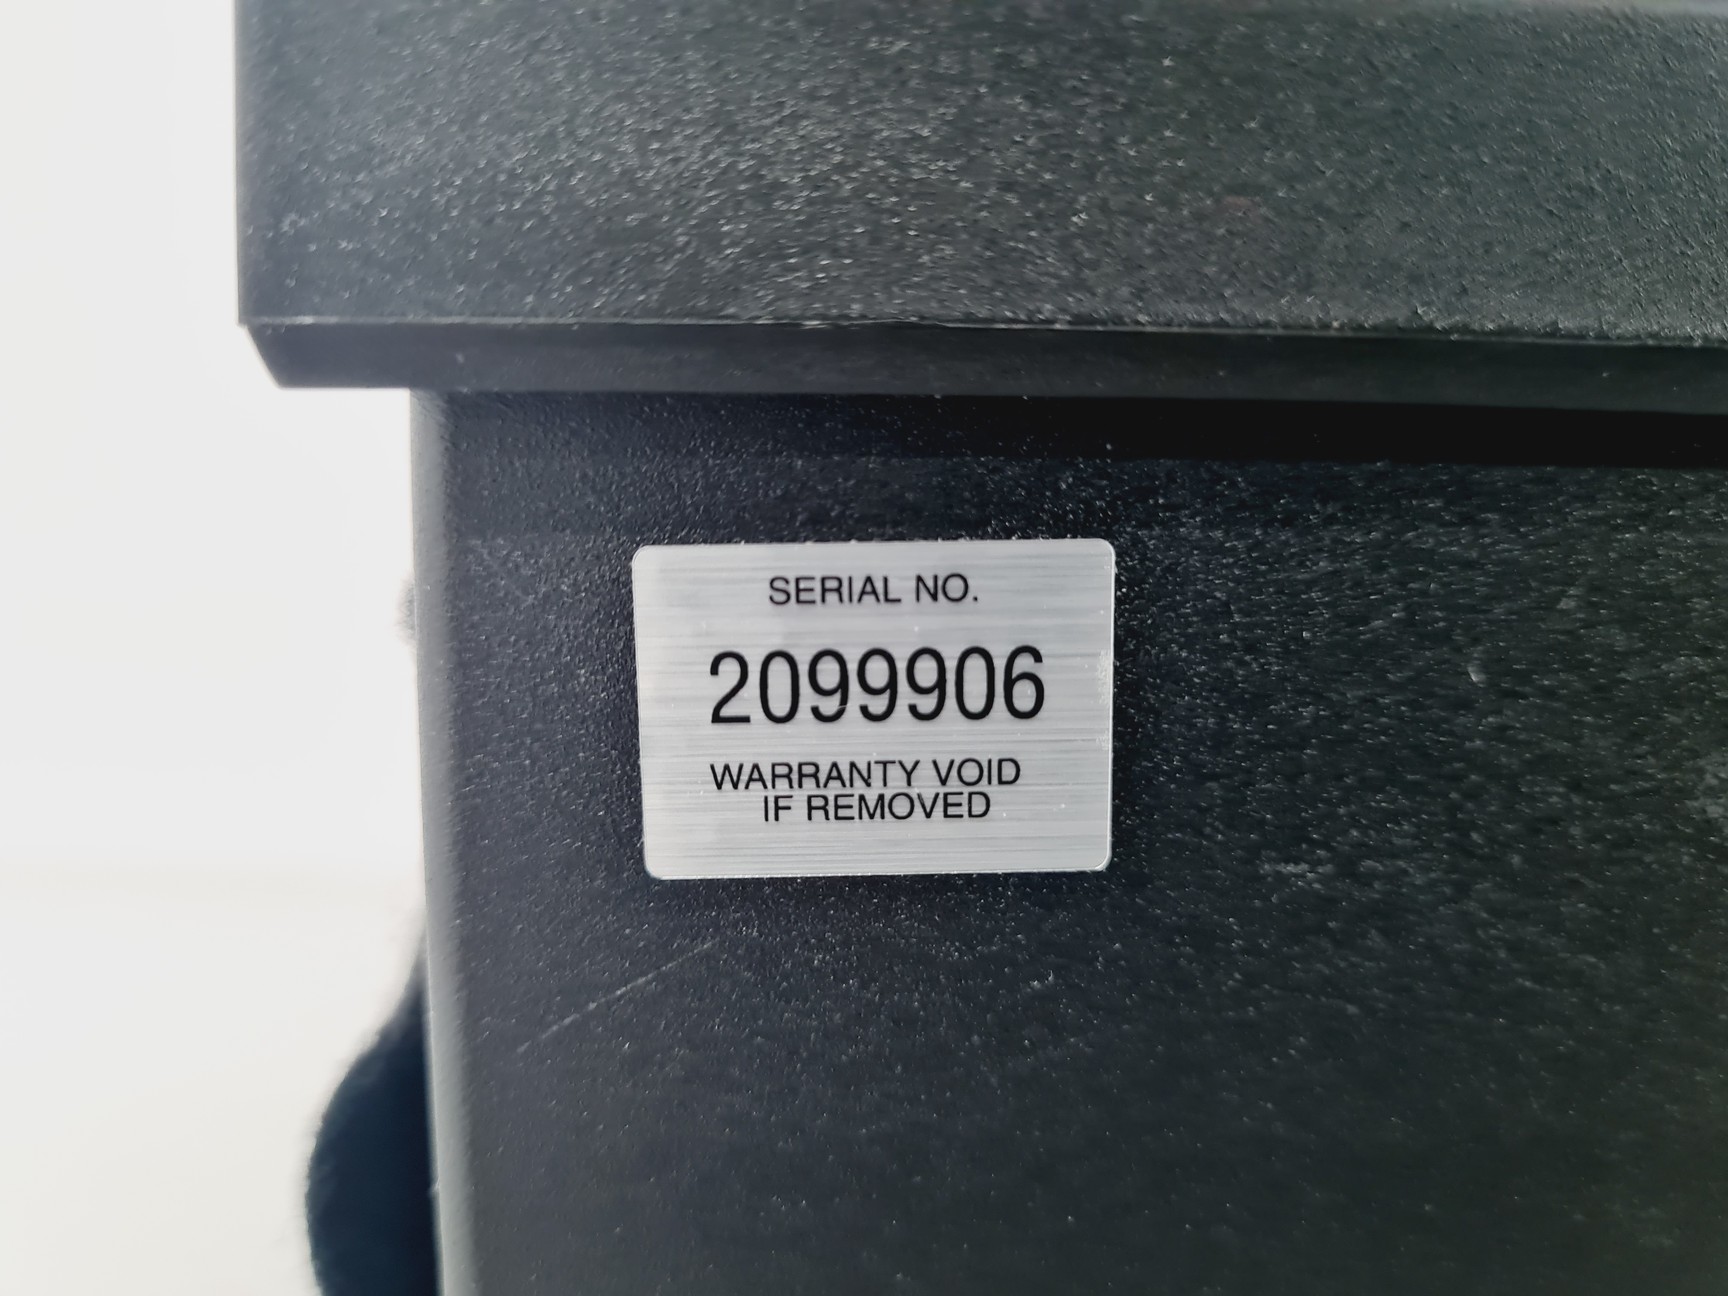 SERIAL NO.
2099906
WARRANTY VOID
IF REMOVED